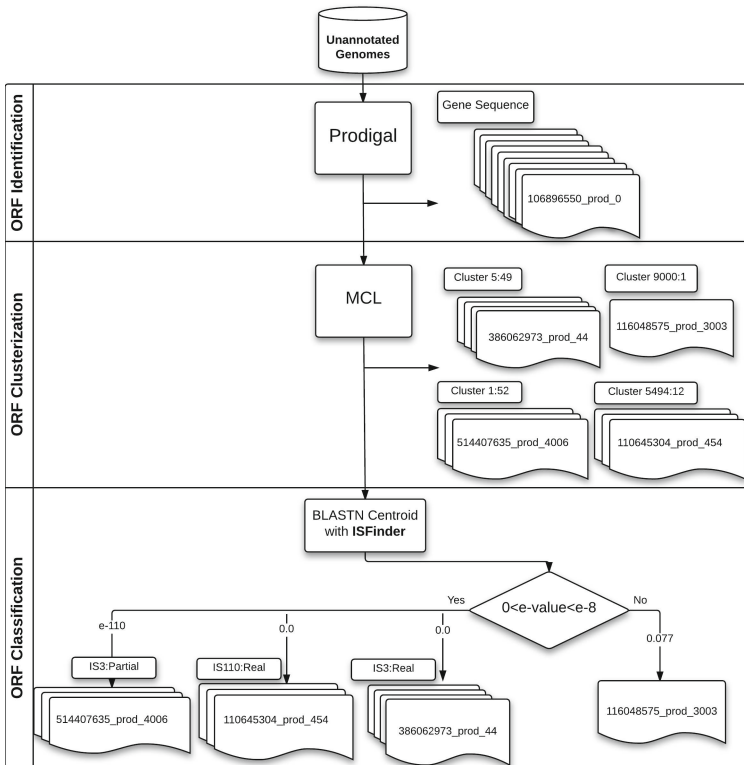 Unannotated
Genomes
ORF Identification
Prodigal
Gene Sequence
106896550_prod_0
ORF Clusterization
MCL
Cluster 5:49
386062973_prod_44
Cluster 9000:1
116048575_prod_3003
Cluster 1:52
514407635_prod_4006
Cluster 5494:12
110645304_prod_454
ORF Classification
BLASTN Centroid
with ISFinder
0<e-value<e-8
Yes
No
e-110
0.0
0.0
0.077
IS3:Partial
514407635_prod_4006
IS110:Real
110645304_prod_454
IS3:Real
386062973_prod_44
116048575_prod_3003